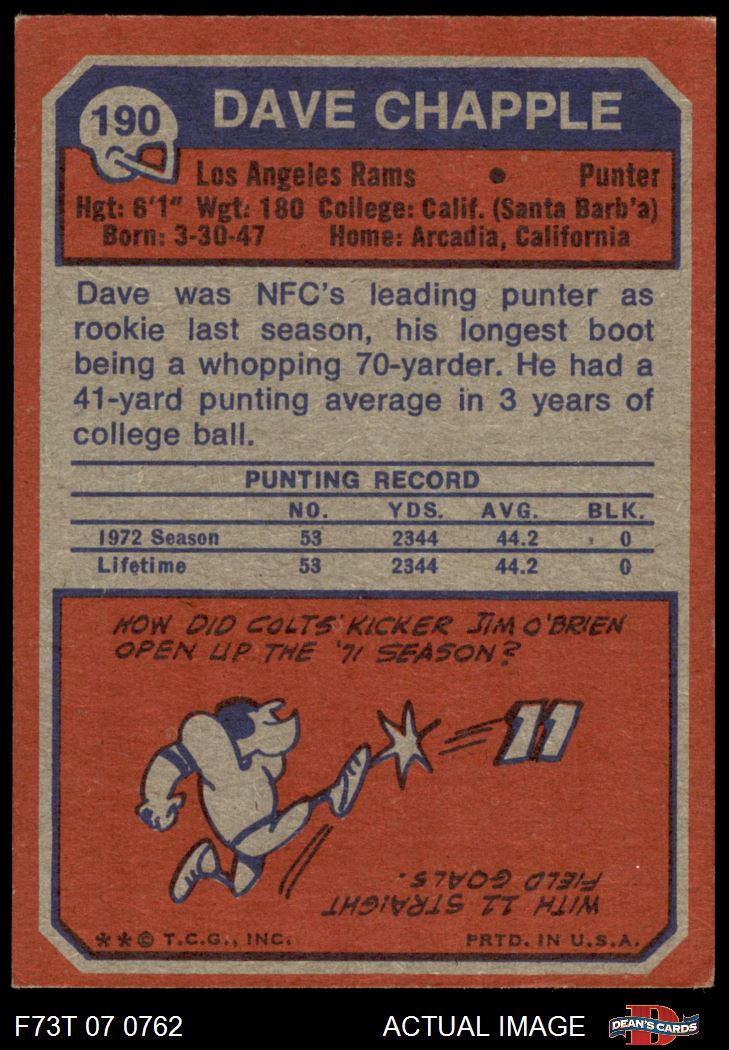 190
DAVE CHAPPLE
Los Angeles Rams • Punter
Hgt: 6'1" Wgt: 180 College: Calif. (Santa Barb'a)
Born: 3-30-47 Home: Arcadia, California
Dave was NFC's leading punter as
rookie last season, his longest boot
being a whopping 70-yarder. He had a
41-yard punting average in 3 years of
college ball.
PUNTING RECORD
NO. YDS. AVG. BLK.
1972 Season 53 2344 44.2 0
Lifetime 53 2344 44.2 0
HOW DID COLTS' KICKER JIM O'BRIEN
OPEN UP THE '71 SEASON?
11
WITH 11 STRAIGHT
FIELD GOALS.
**© T.C.G., INC. PRTD. IN U.S.A.
F73T 07 0762 ACTUAL IMAGE
D
DEAN'S CARDS